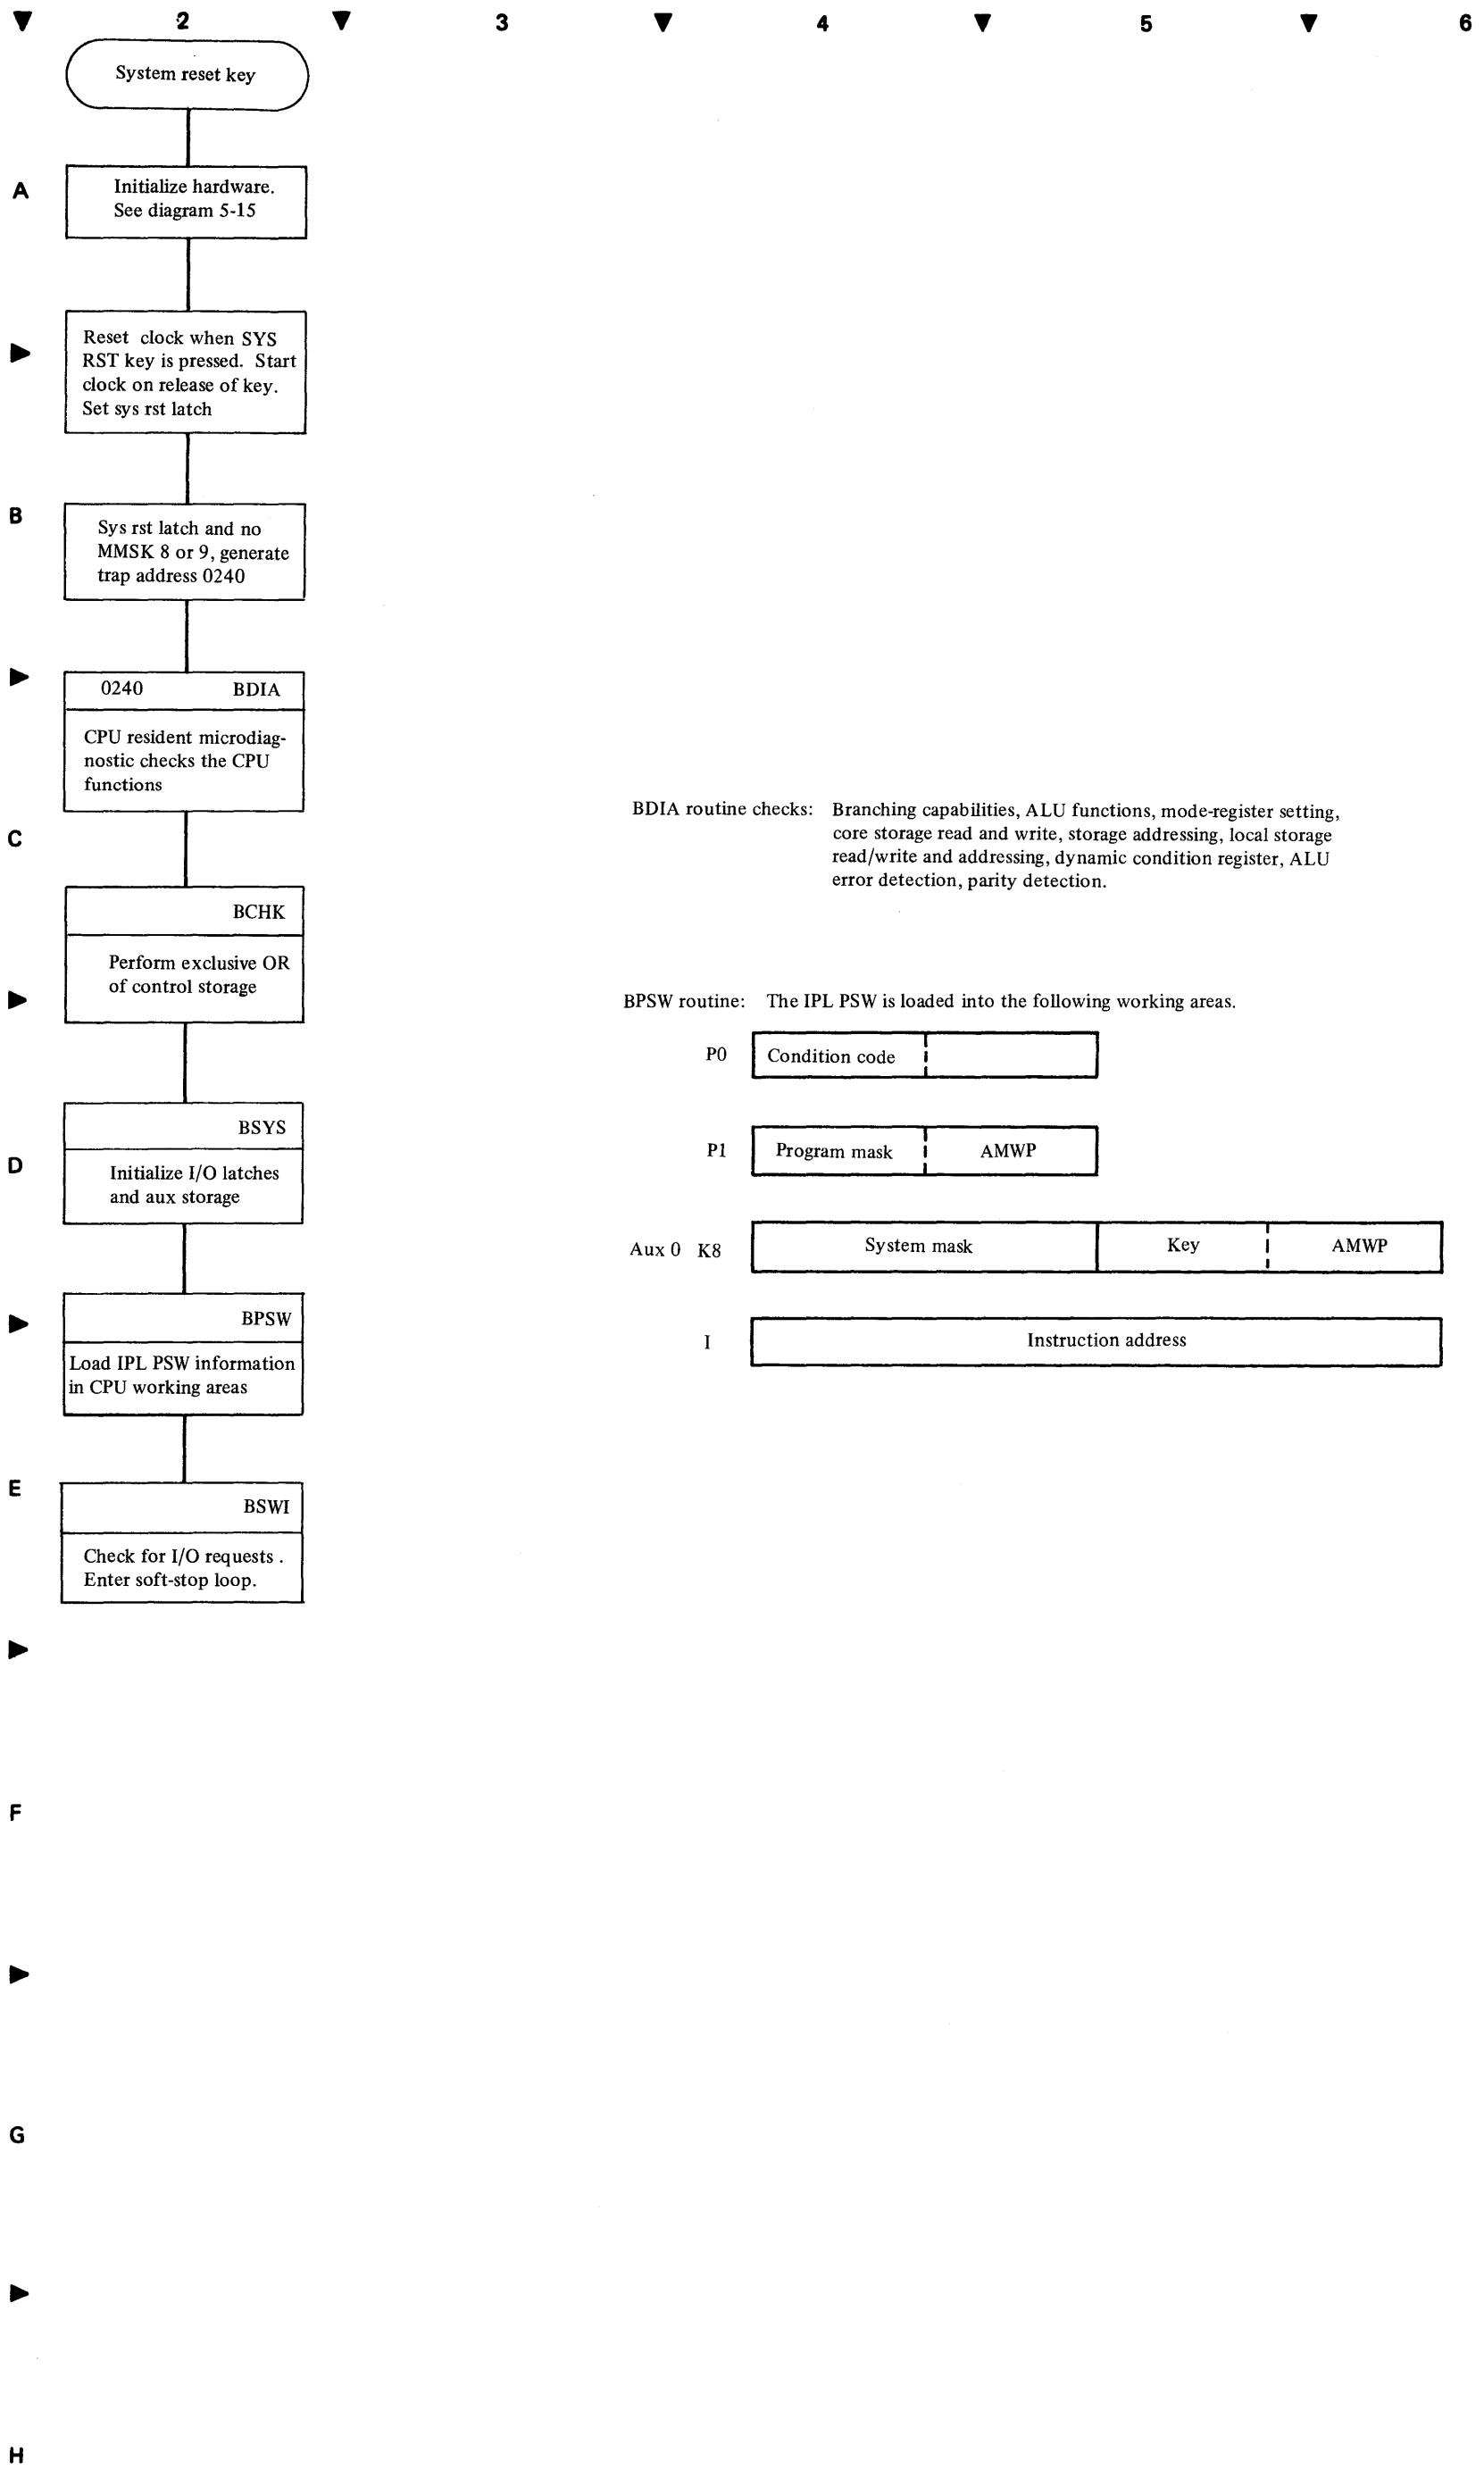 2 3 4 5 6
System reset key
A
Initialize hardware.
See diagram 5-15
Reset clock when SYS
RST key is pressed. Start
clock on release of key.
Set sys rst latch
B
Sys rst latch and no
MMSK 8 or 9, generate
trap address 0240
0240 BDIA
CPU resident microdiag-
nostic checks the CPU
functions
C
BCHK
Perform exclusive OR
of control storage
BSYS
D
Initialize I/O latches
and aux storage
BPSW
Load IPL PSW information
in CPU working areas
E
BSWI
Check for I/O requests .
Enter soft-stop loop.
BDIA routine checks: Branching capabilities, ALU functions, mode-register setting,
core storage read and write, storage addressing, local storage
read/write and addressing, dynamic condition register, ALU
error detection, parity detection.
BPSW routine: The IPL PSW is loaded into the following working areas.
P0 Condition code
P1 Program mask AMWP
Aux 0 K8 System mask Key AMWP
I Instruction address
F
G
H